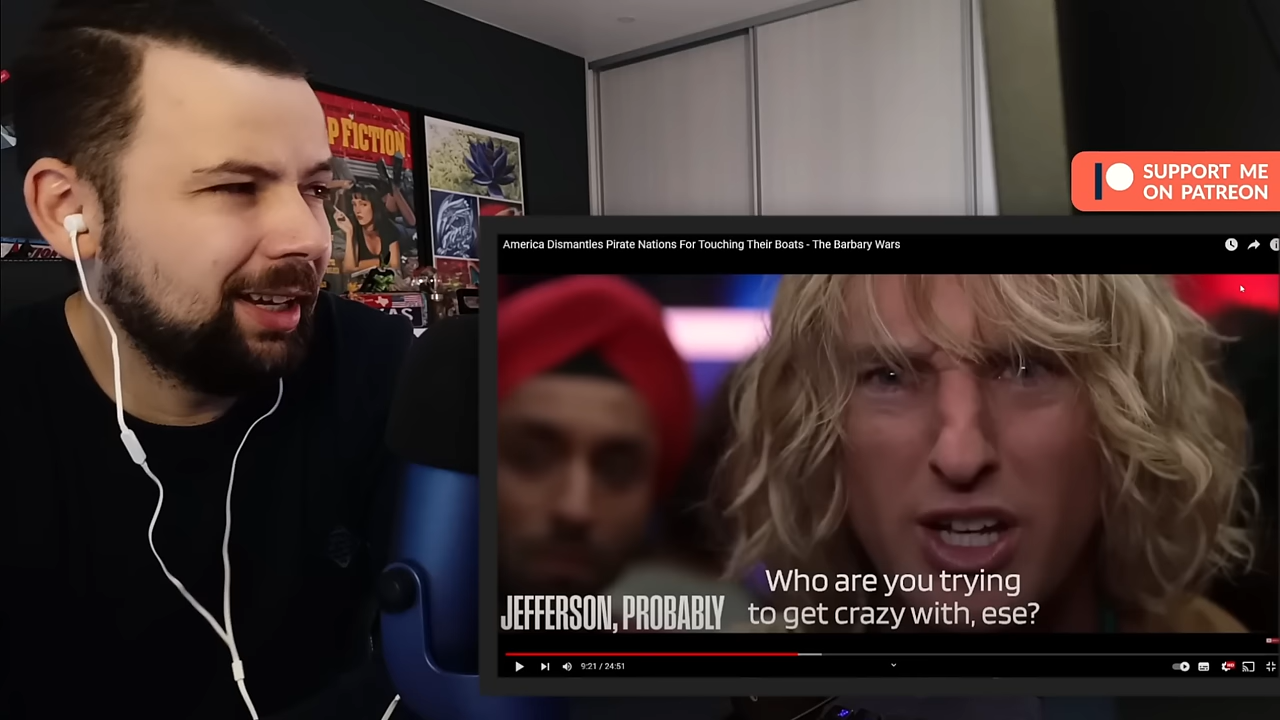 P FICTION
SUPPORT ME
ON PATREON
America Dismantles Pirate Nations For Touching Their Boats - The Barbary Wars
Who are you trying
to get crazy with, ese?
JEFFERSON, PROBABLY
9:21 / 24:51